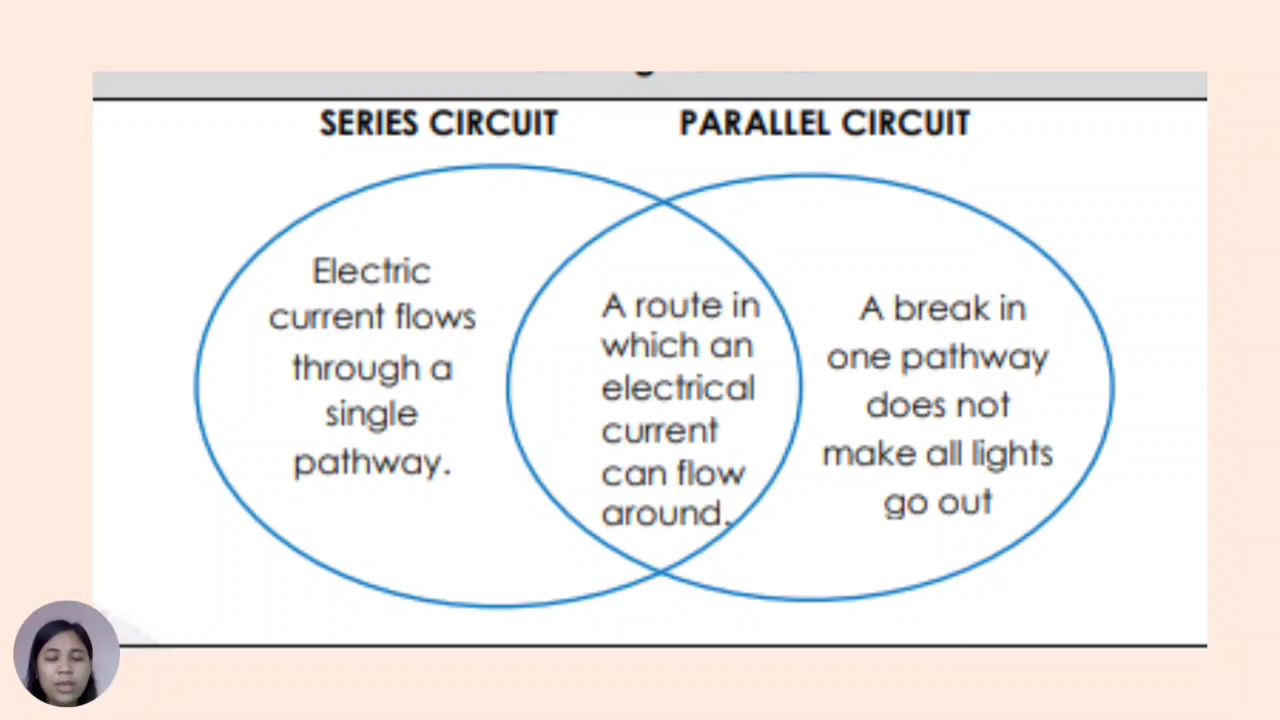 SERIES CIRCUIT
PARALLEL CIRCUIT
Electric
current flows
through a
single
pathway.
A route in
which an
electrical
current
can flow
around.
A break in
one pathway
does not
make all lights
go out